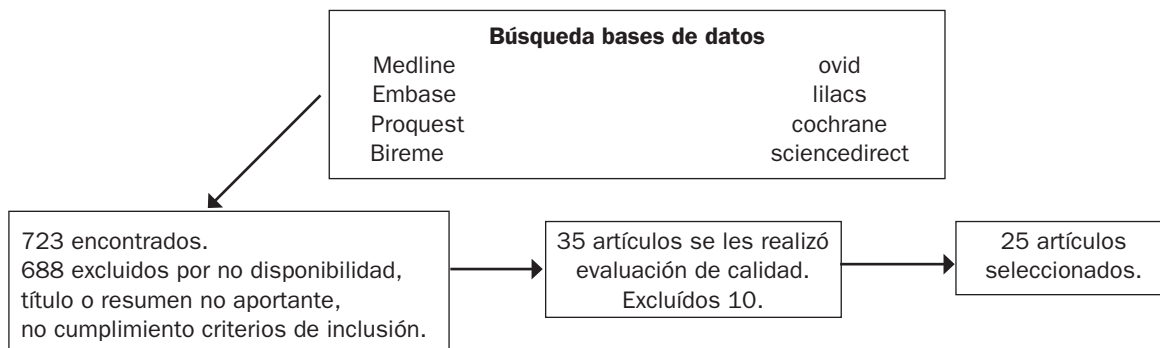 Búsqueda bases de datos
Medline ovid
Embase lilacs
Proquest cochrane
Bireme sciencedirect
723 encontrados.
688 excluidos por no disponibilidad,
título o resumen no aportante,
no cumplimiento criterios de inclusión.
35 artículos se les realizó
evaluación de calidad.
Excluídos 10.
25 artículos
seleccionados.